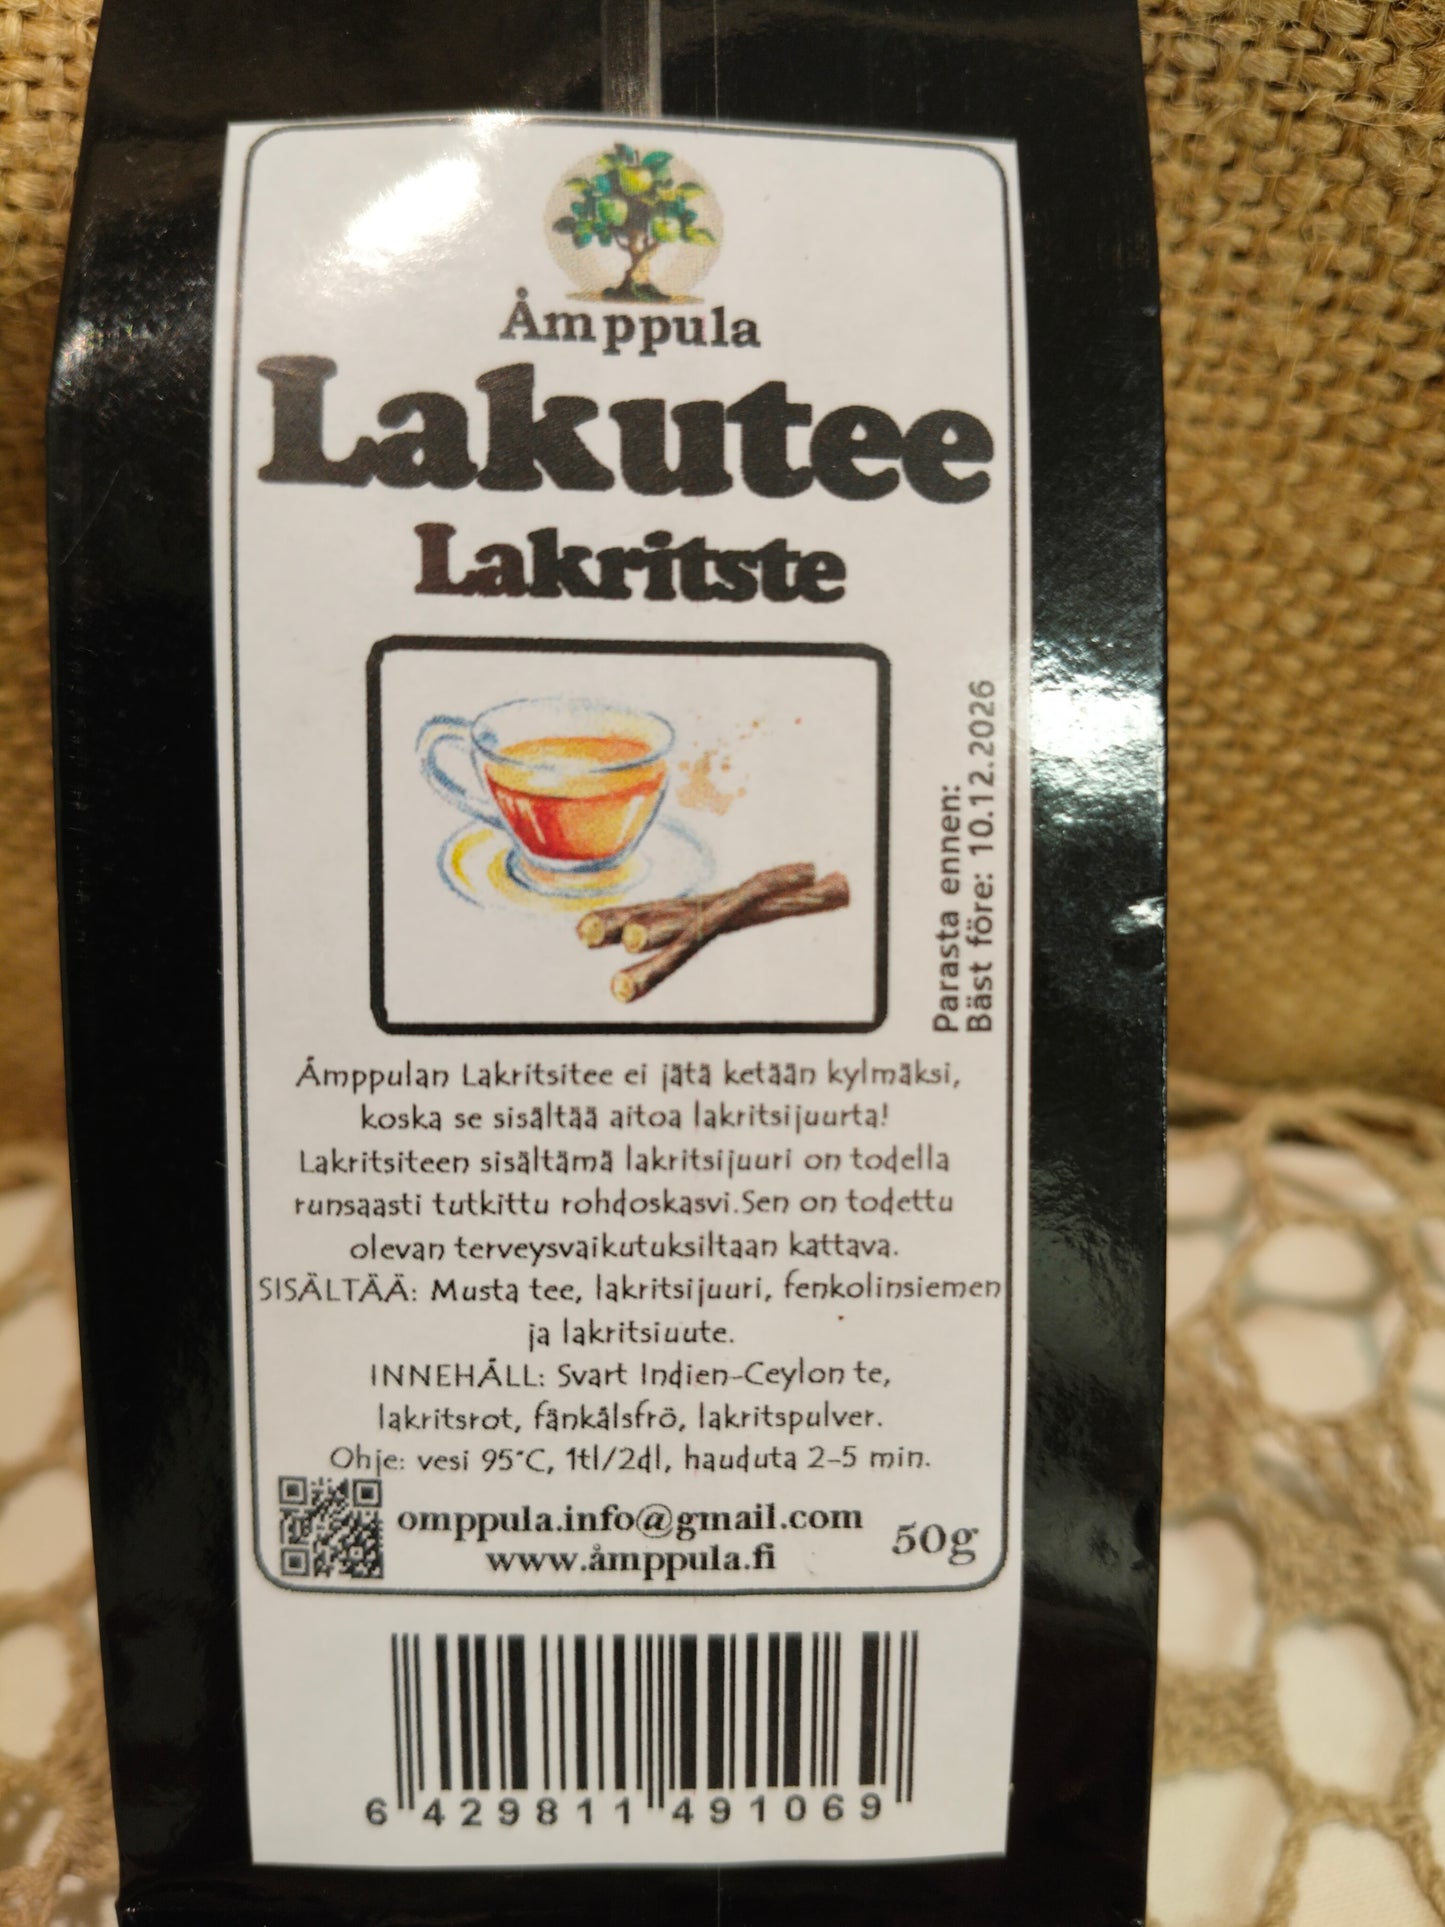 Åmppula
Lakutee
Lakritste
Parasta ennen:
Bäst före: 10.12.2026
Åmppulan Lakritsitee ei jätä ketään kylmäksi,
koska se sisältää aitoa lakritsijuurta!
Lakritsiteen sisältämä lakritsijuuri on todella
runsaasti tutkittu rohdoskasvi.Sen on todettu
olevan terveysvaikutuksiltaan kattava.
SISÄLTÄÄ: Musta tee, lakritsijuuri, fenkolinsiemen
ja lakritsiuute.
INNEHÅLL: Svart Indien-Ceylon te,
lakritsrot, fänkålsfrö, lakritspulver.
Ohje: vesi 95°C, 1tl/2dl, hauduta 2-5 min.
omppula.info@gmail.com
www.åmppula.fi
50g
6 429811 491069